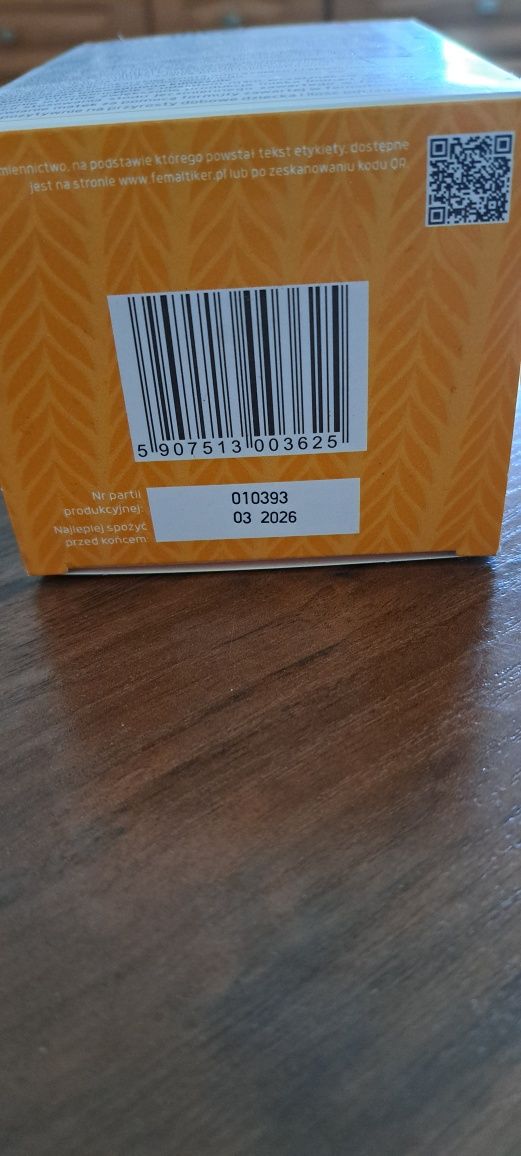 miennictwo, na podstawie którego powstał tekst etykiety, dostępne
jest na stronie www.femaltiker.pl lub po zeskanowaniu kodu QR.
5 907513 003625
Nr partii
produkcyjnej:
010393
Najlepiej spożyć
przed końcem:
03 2026